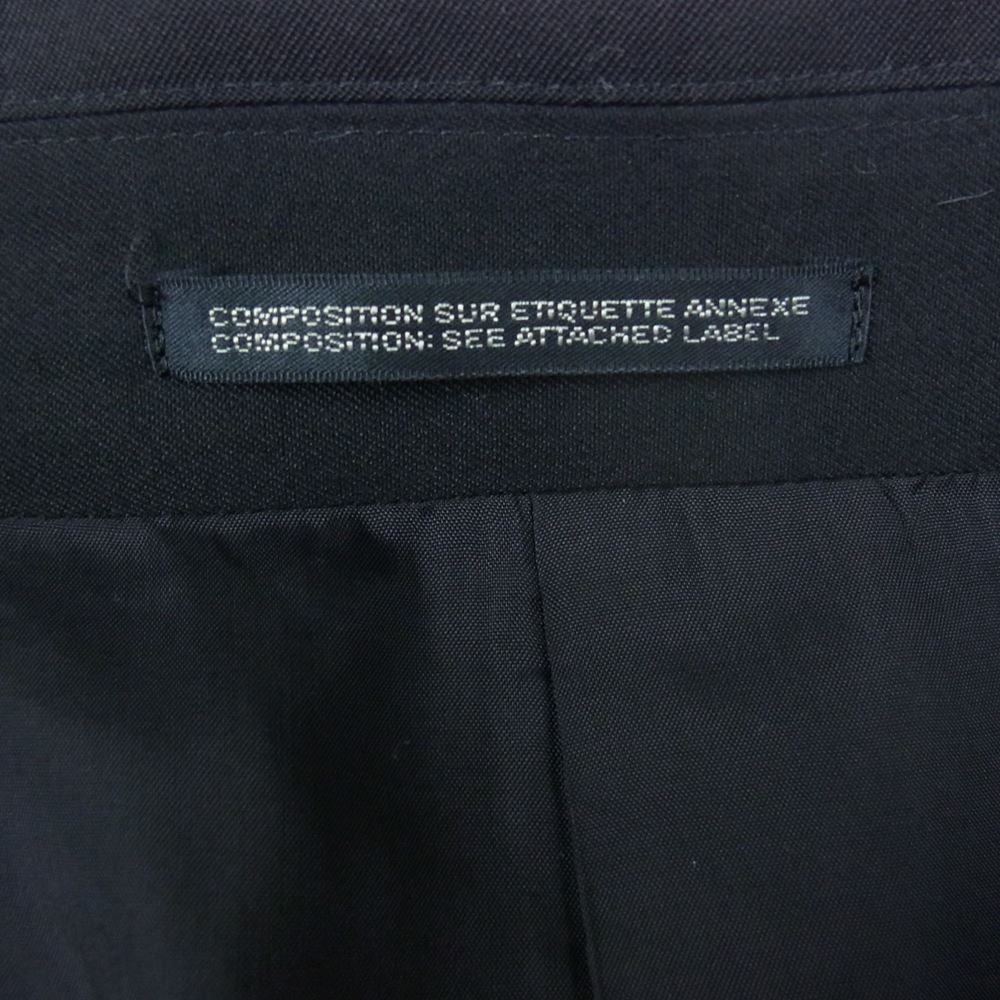 COMPOSITION SUR ETIQUETTE ANNEXE
COMPOSITION: SEE ATTACHED LABEL